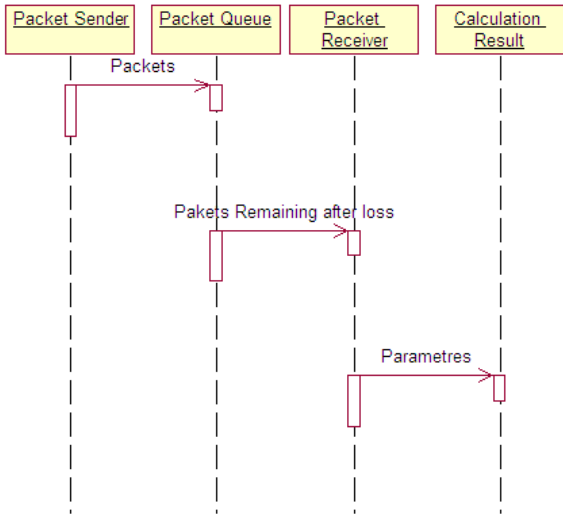 Packet Sender
Packet Queue
Packet
Receiver
Calculation
Result
Packets
Pakets Remaining after loss
Parametres